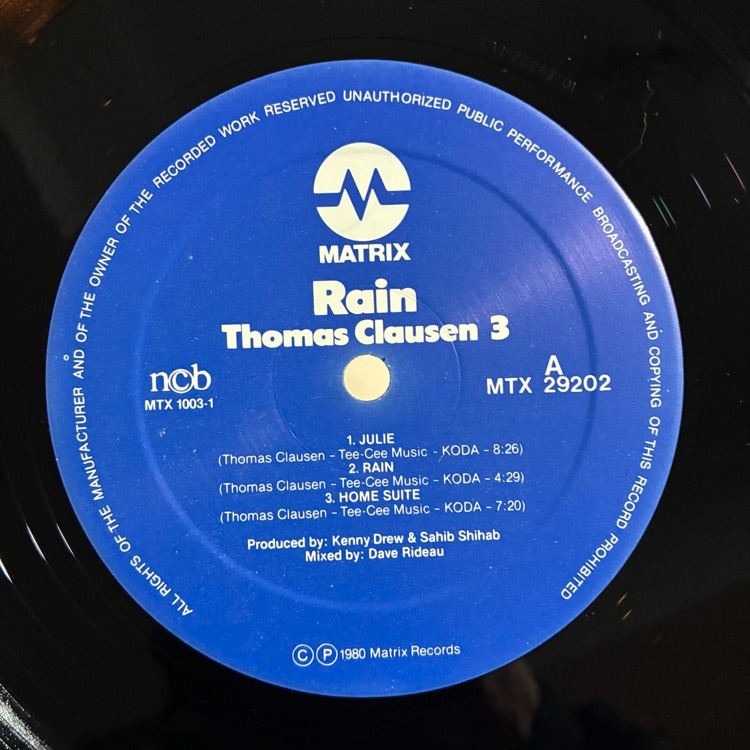 ALL RIGHTS OF THE MANUFACTURER AND OF THE OWNER OF THE RECORDED WORK RESERVED UNAUTHORIZED PUBLIC PERFORMANCE BROADCASTING AND COPYING OF THIS RECORD PROHIBITED
MATRIX
Rain
Thomas Clausen 3
ncb
MTX 1003-1
A
MTX 29202
1. JULIE
(Thomas Clausen - Tee-Cee Music - KODA - 8:26)
2. RAIN
(Thomas Clausen - Tee-Cee Music - KODA - 4:29)
3. HOME SUITE
(Thomas Clausen - Tee-Cee Music - KODA - 7:20)
Produced by: Kenny Drew & Sahib Shihab
Mixed by: Dave Rideau
Ⓒ Ⓟ 1980 Matrix Records